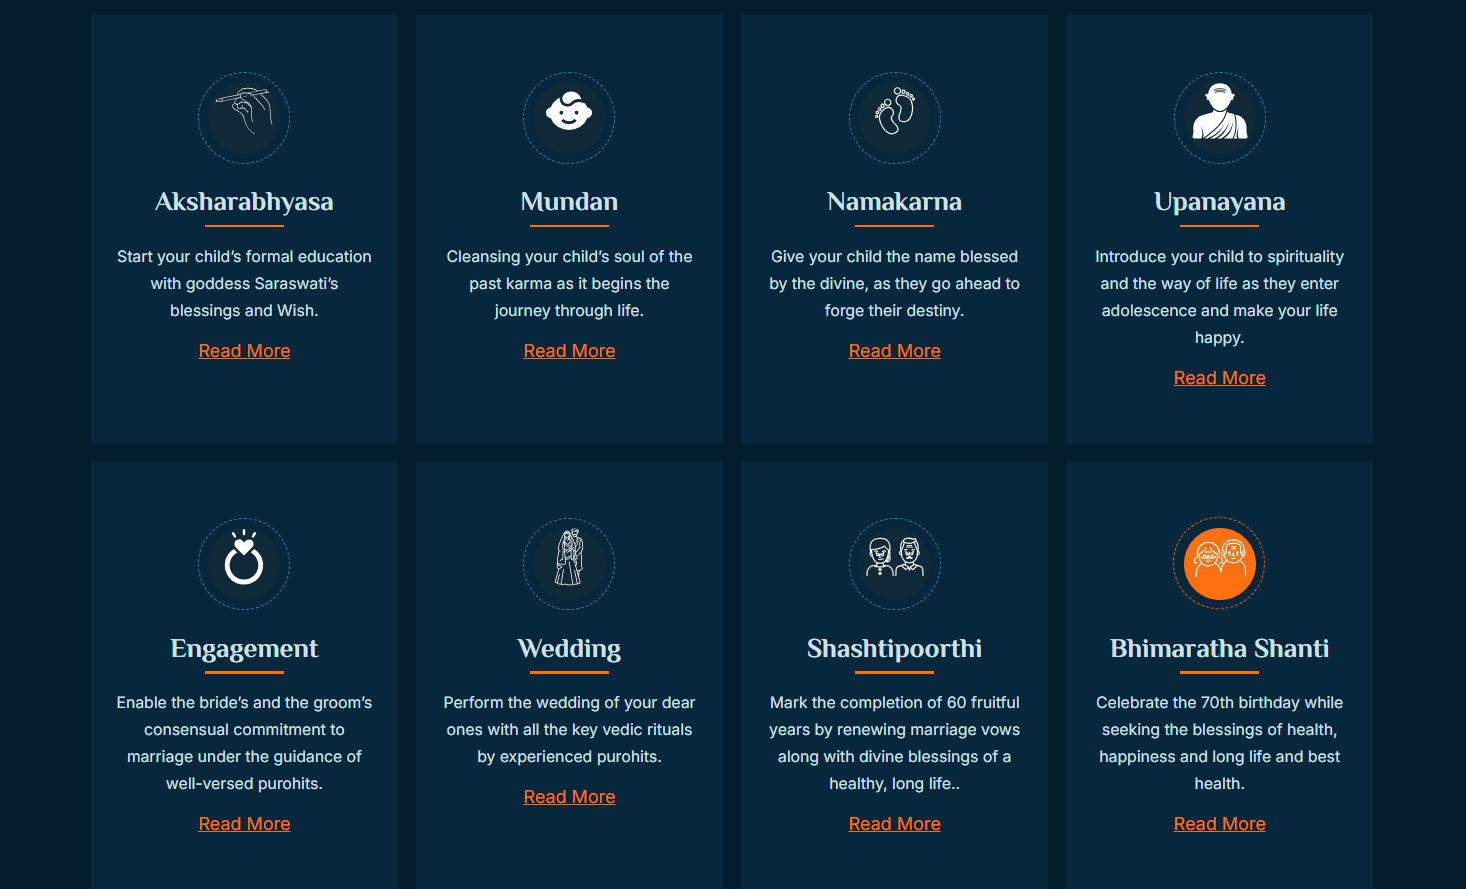 Aksharabhyasa
Start your child’s formal education
with goddess Saraswati’s
blessings and Wish.
Read More
Mundan
Cleansing your child’s soul of the
past karma as it begins the
journey through life.
Read More
Namakarna
Give your child the name blessed
by the divine, as they go ahead to
forge their destiny.
Read More
Upanayana
Introduce your child to spirituality
and the way of life as they enter
adolescence and make your life
happy.
Read More
Engagement
Enable the bride’s and the groom’s
consensual commitment to
marriage under the guidance of
well-versed purohits.
Read More
Wedding
Perform the wedding of your dear
ones with all the key vedic rituals
by experienced purohits.
Read More
Shashtipoorthi
Mark the completion of 60 fruitful
years by renewing marriage vows
along with divine blessings of a
healthy, long life..
Read More
Bhimaratha Shanti
Celebrate the 70th birthday while
seeking the blessings of health,
happiness and long life and best
health.
Read More